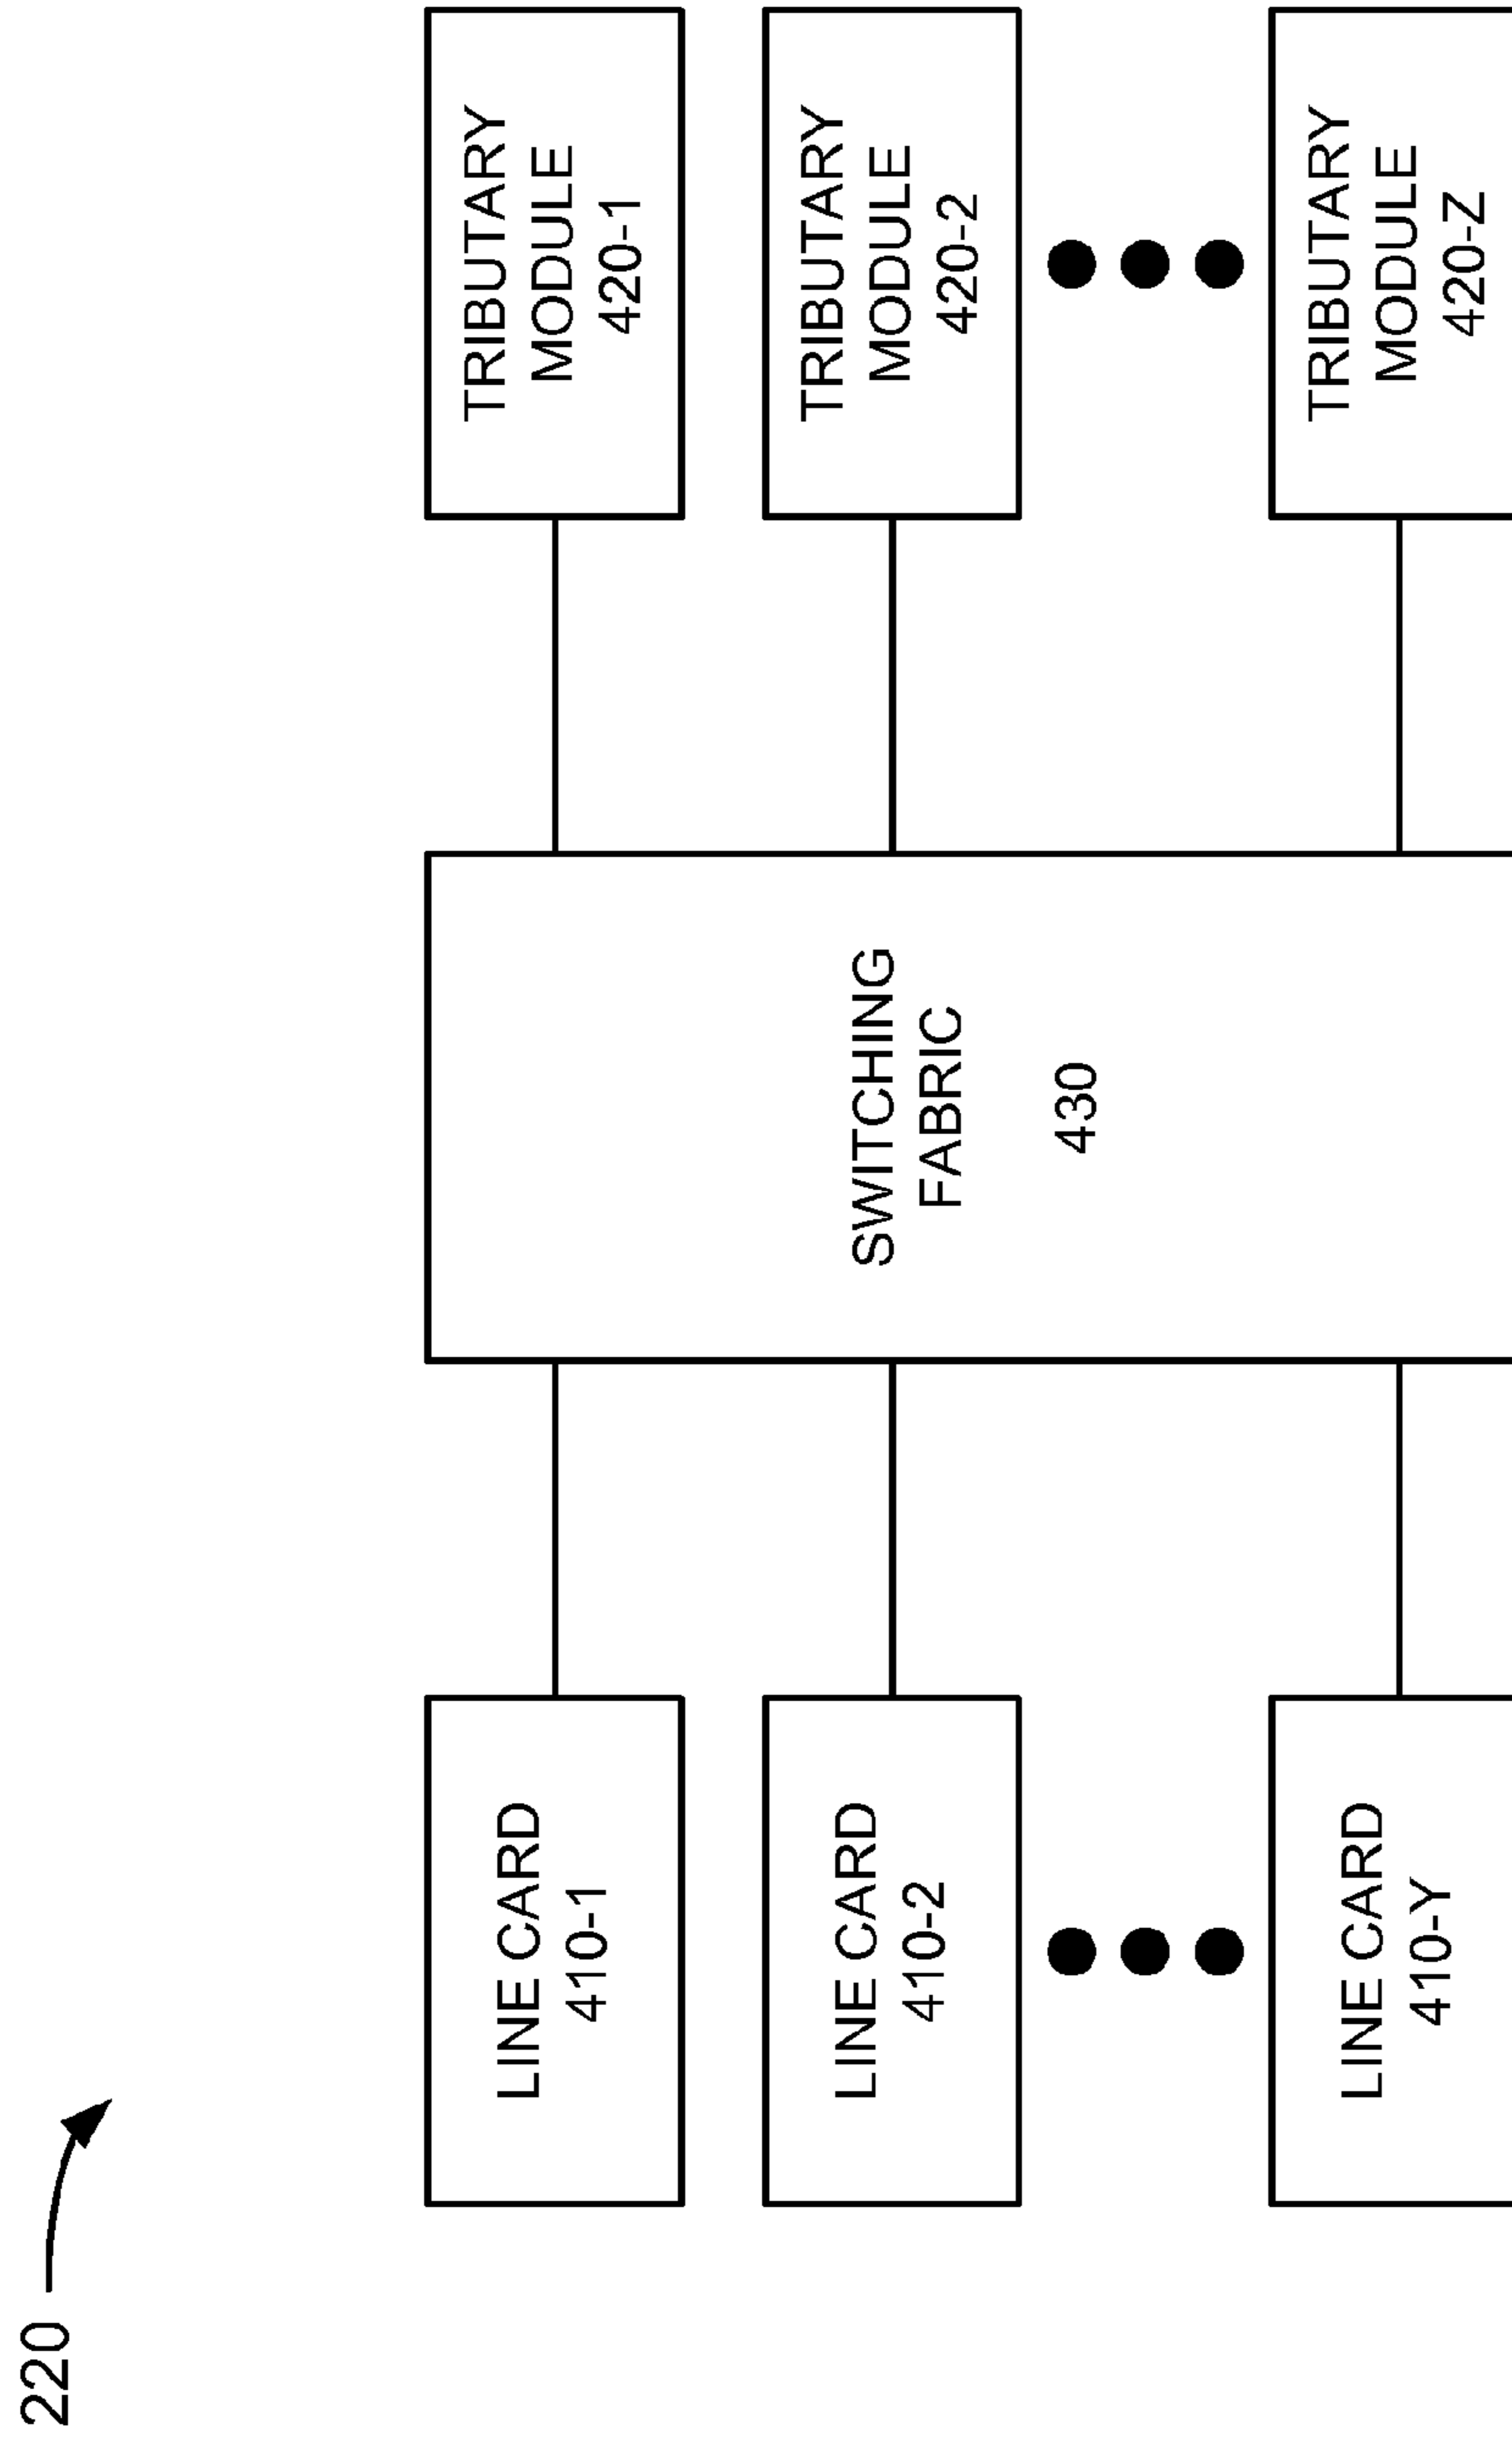 220
LINE CARD
410-1
LINE CARD
410-2
LINE CARD
410-Y
SWITCHING
FABRIC
430
TRIBUTARY
MODULE
420-1
TRIBUTARY
MODULE
420-2
TRIBUTARY
MODULE
420-Z